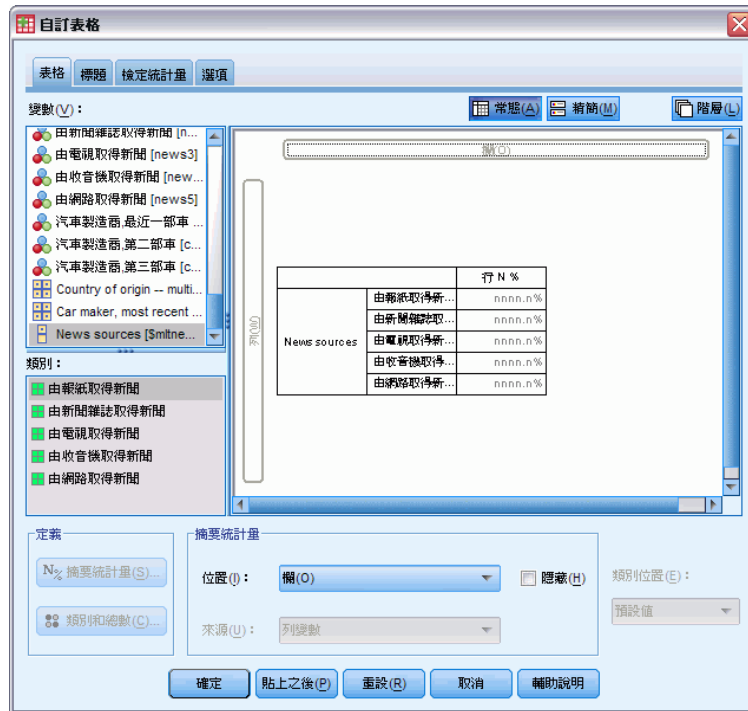 自訂表格
表格 標題 檢定統計量 選項
變數(V)： 常態(A) 精簡(M) 階層(L)
由新聞雜誌取得新聞 [n...
由電視取得新聞 [news3]
由收音機取得新聞 [new...
由網路取得新聞 [news5]
汽車製造商,最近一部車 ...
汽車製造商,第二部車 [c...
汽車製造商,第三部車 [c...
Country of origin -- multi...
Car maker, most recent ...
News sources [$mltne...
類別：
由報紙取得新聞
由新聞雜誌取得新聞
由電視取得新聞
由收音機取得新聞
由網路取得新聞
欄(O)
列(W)
行 N %
News sources
由報紙取得新... nnnn.n%
由新聞雜誌取... nnnn.n%
由電視取得新... nnnn.n%
由收音機取得... nnnn.n%
由網路取得新... nnnn.n%
定義
N% 摘要統計量(S)...
類別和總數(C)...
摘要統計量
位置(I)： 欄(O) 隱藏(H)
來源(U)： 列變數
類別位置(E)：
預設值
確定 貼上之後(P) 重設(R) 取消 輔助說明